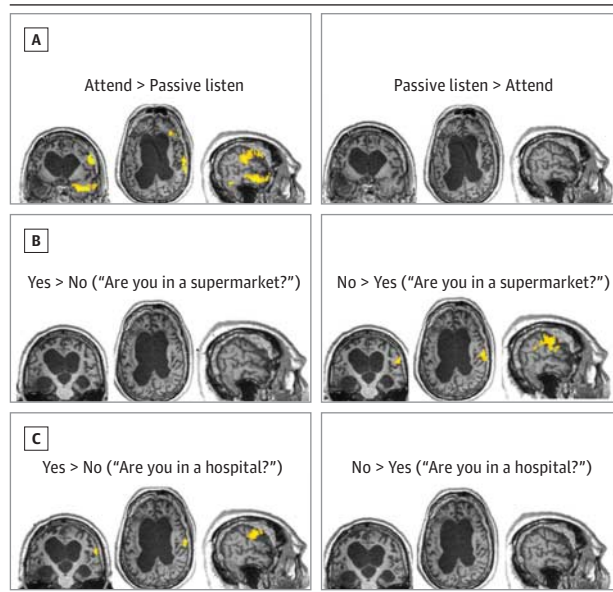 A
Attend > Passive listen
Passive listen > Attend
B
Yes > No ("Are you in a supermarket?")
No > Yes ("Are you in a supermarket?")
C
Yes > No ("Are you in a hospital?")
No > Yes ("Are you in a hospital?")